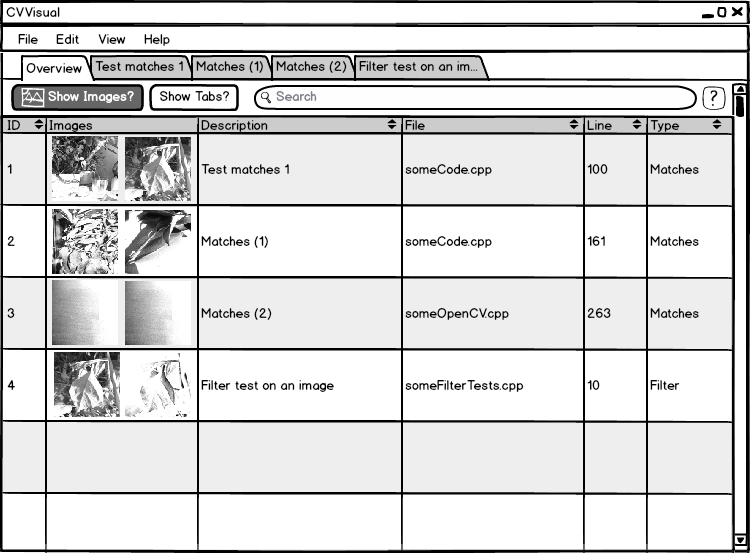 CVVisual
File Edit View Help
Overview Test matches 1 Matches (1) Matches (2) Filter test on an im...
Show Images? Show Tabs? Search ?
ID Images Description File Line Type
1 Test matches 1 someCode.cpp 100 Matches
2 Matches (1) someCode.cpp 161 Matches
3 Matches (2) someOpenCV.cpp 263 Matches
4 Filter test on an image someFilterTests.cpp 10 Filter